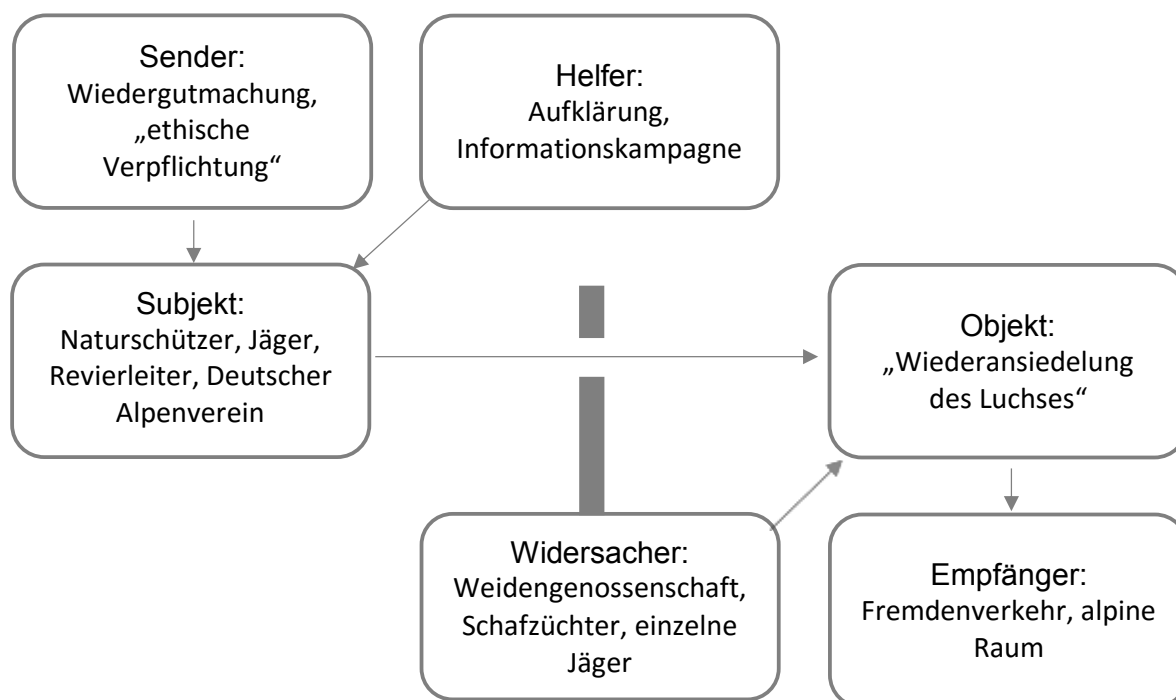 Sender:
Wiedergutmachung,
„ethische
Verpflichtung“
Helfer:
Aufklärung,
Informationskampagne
Subjekt:
Naturschützer, Jäger,
Revierleiter, Deutscher
Alpenverein
Objekt:
„Wiederansiedelung
des Luchses“
Widersacher:
Weidengenossenschaft,
Schafzüchter, einzelne
Jäger
Empfänger:
Fremdenverkehr, alpine
Raum